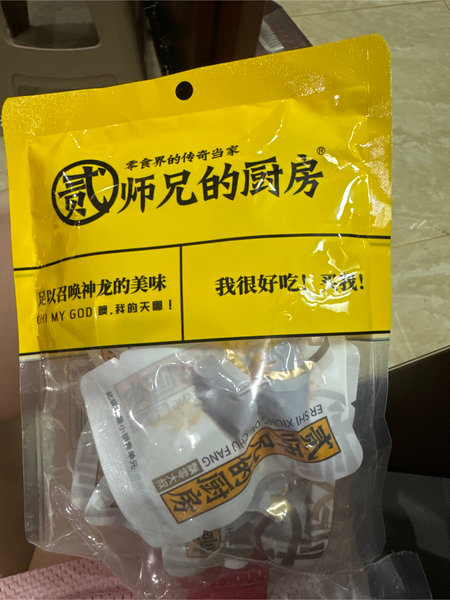 零食界的传奇当家
贰师兄的厨房®
足以召唤神龙的美味
OH MY GOD 噢,我的天哪!
我很好吃!买我!
ER SHI XIONG DE CHU FANG
贰师兄的厨房